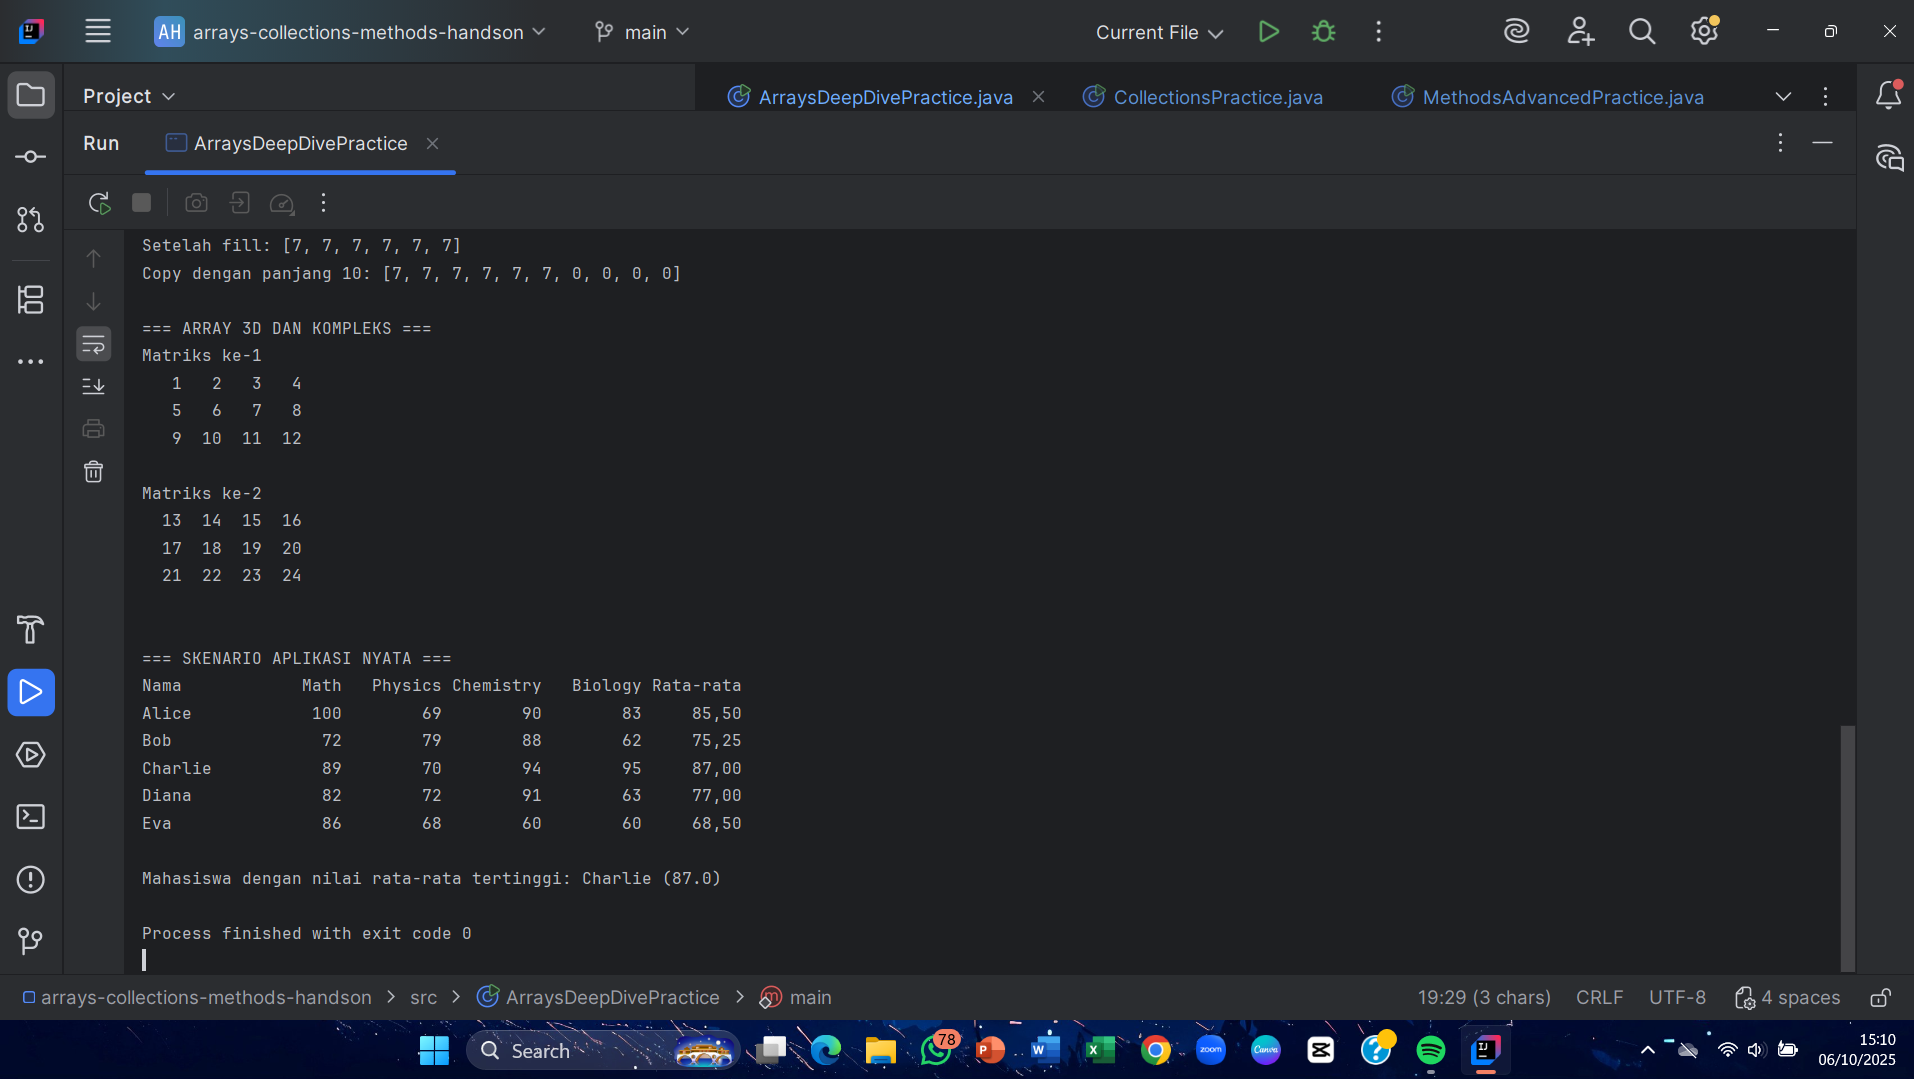 AH arrays-collections-methods-handson main Current File
Project ArraysDeepDivePractice.java CollectionsPractice.java MethodsAdvancedPractice.java
Run ArraysDeepDivePractice
Setelah fill: [7, 7, 7, 7, 7, 7]
Copy dengan panjang 10: [7, 7, 7, 7, 7, 7, 0, 0, 0, 0]
=== ARRAY 3D DAN KOMPLEKS ===
Matriks ke-1
1 2 3 4
5 6 7 8
9 10 11 12
Matriks ke-2
13 14 15 16
17 18 19 20
21 22 23 24
=== SKENARIO APLIKASI NYATA ===
Nama Math Physics Chemistry Biology Rata-rata
Alice 100 69 90 83 85,50
Bob 72 79 88 62 75,25
Charlie 89 70 94 95 87,00
Diana 82 72 91 63 77,00
Eva 86 68 60 60 68,50
Mahasiswa dengan nilai rata-rata tertinggi: Charlie (87.0)
Process finished with exit code 0
arrays-collections-methods-handson > src > ArraysDeepDivePractice > main 19:29 (3 chars) CRLF UTF-8 4 spaces
Search 78 zoom Canva 15:10
06/10/2025